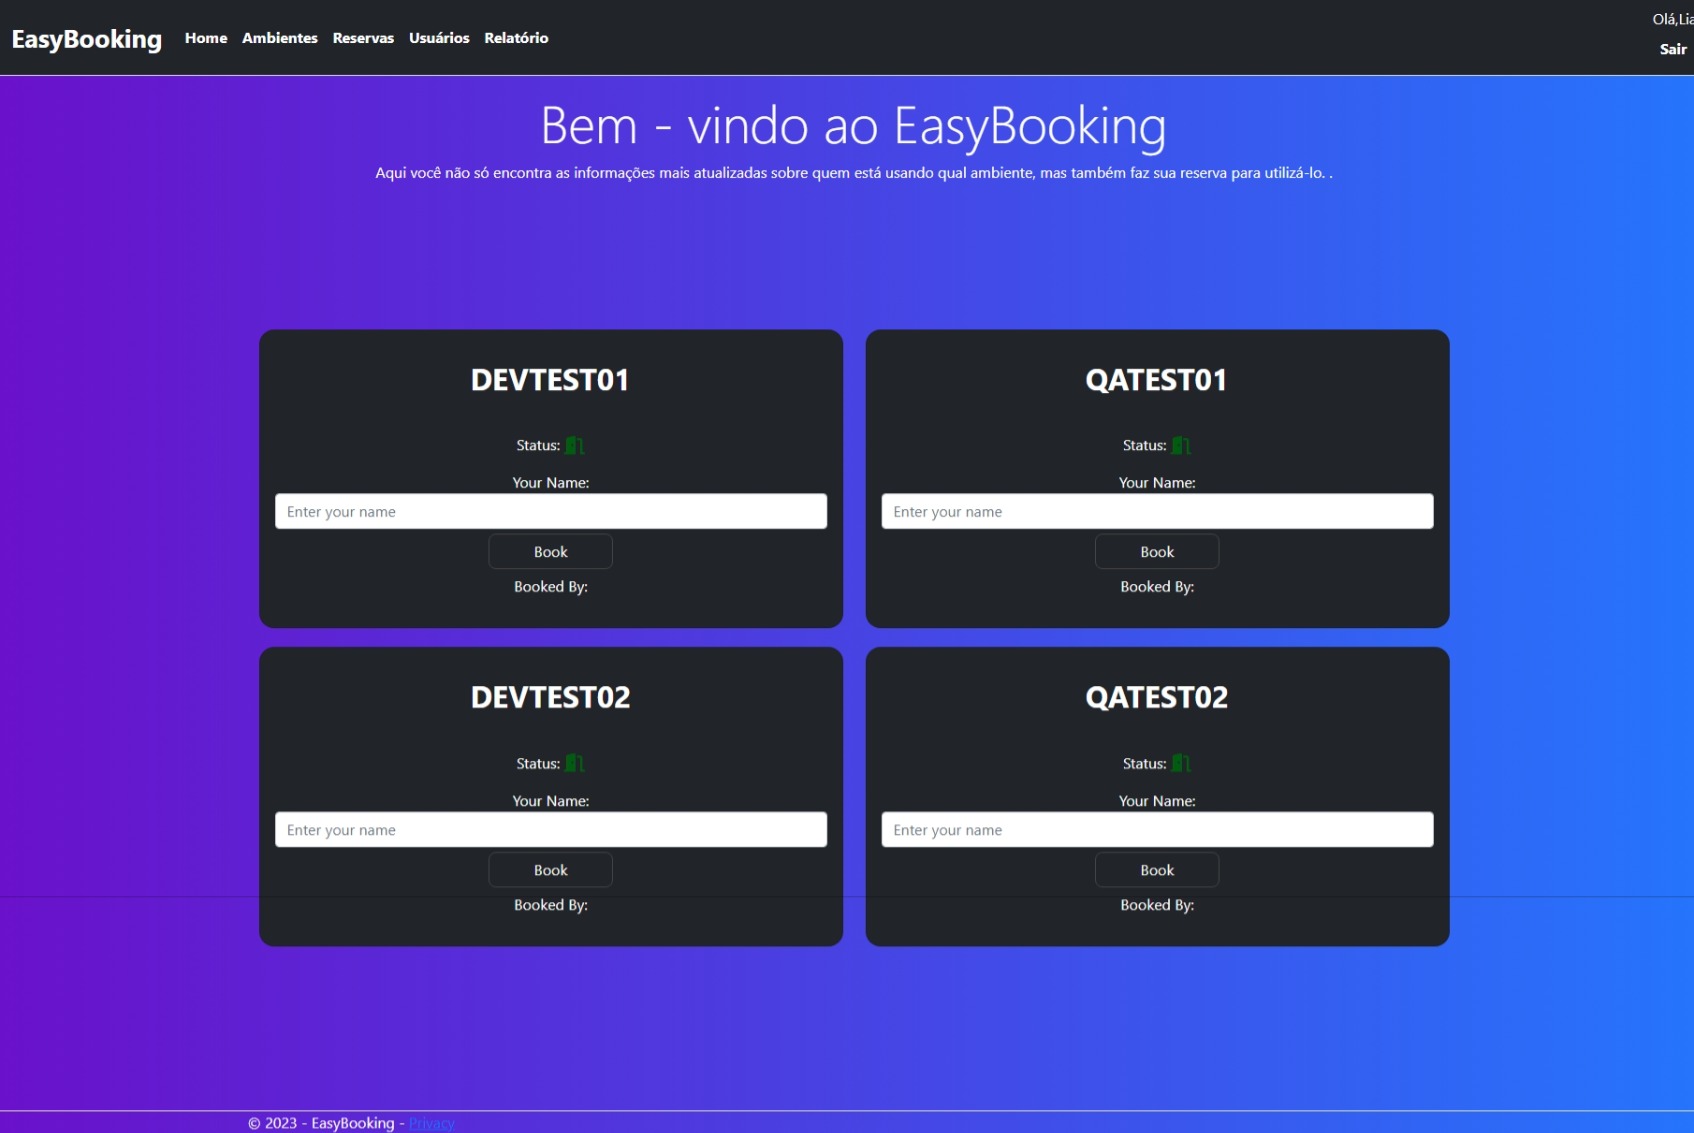 EasyBooking Home Ambientes Reservas Usuários Relatório
Olá,Lia
Sair
Bem - vindo ao EasyBooking
Aqui você não só encontra as informações mais atualizadas sobre quem está usando qual ambiente, mas também faz sua reserva para utilizá-lo. .
DEVTEST01
Status:
Your Name:
Enter your name
Book
Booked By:
QATEST01
Status:
Your Name:
Enter your name
Book
Booked By:
DEVTEST02
Status:
Your Name:
Enter your name
Book
Booked By:
QATEST02
Status:
Your Name:
Enter your name
Book
Booked By:
© 2023 - EasyBooking - Privacy